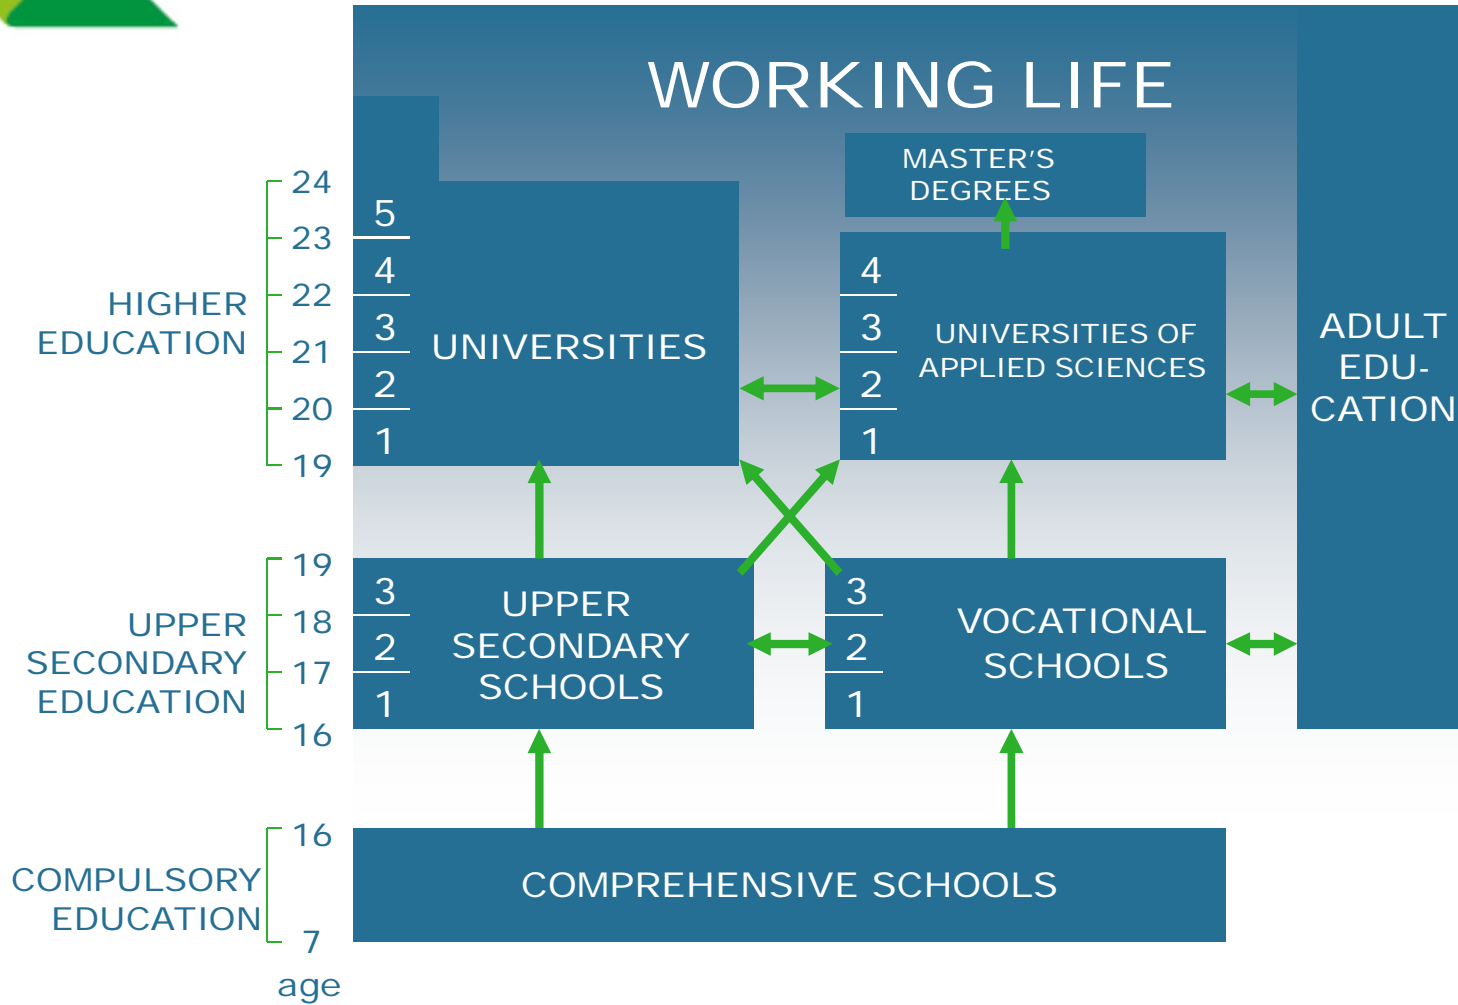 WORKING LIFE
MASTER'S
DEGREES
24
5
23
4
22
3
21
2
20
1
19
HIGHER
EDUCATION
UNIVERSITIES
4
3
2
1
UNIVERSITIES OF
APPLIED SCIENCES
ADULT
EDU-
CATION
19
3
18
2
17
1
16
UPPER
SECONDARY
EDUCATION
UPPER
SECONDARY
SCHOOLS
3
2
1
VOCATIONAL
SCHOOLS
16
COMPULSORY
EDUCATION
7
age
COMPREHENSIVE SCHOOLS